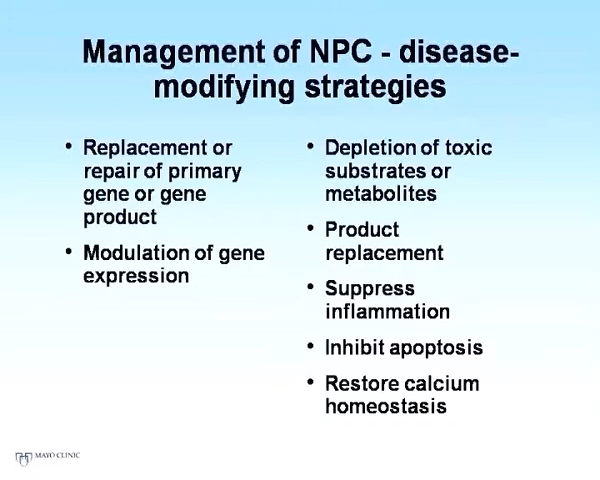 Management of NPC - disease-
modifying strategies
• Replacement or
repair of primary
gene or gene
product
• Modulation of gene
expression
• Depletion of toxic
substrates or
metabolites
• Product
replacement
• Suppress
inflammation
• Inhibit apoptosis
• Restore calcium
homeostasis
MAYO CLINIC